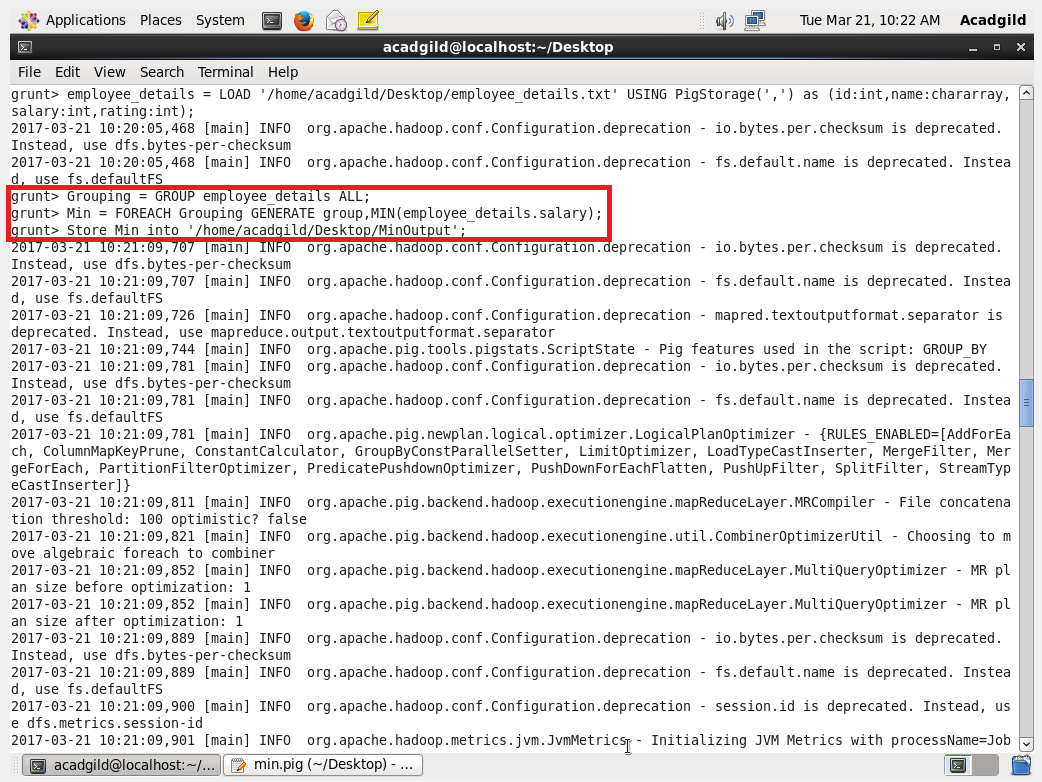 Applications Places System Tue Mar 21, 10:22 AM Acadgild
acadgild@localhost:~/Desktop
File Edit View Search Terminal Help
grunt> employee_details = LOAD '/home/acadgild/Desktop/employee_details.txt' USING PigStorage(',') as (id:int,name:chararray,
salary:int,rating:int);
2017-03-21 10:20:05,468 [main] INFO  org.apache.hadoop.conf.Configuration.deprecation - io.bytes.per.checksum is deprecated.
Instead, use dfs.bytes-per-checksum
2017-03-21 10:20:05,468 [main] INFO  org.apache.hadoop.conf.Configuration.deprecation - fs.default.name is deprecated. Instea
d, use fs.defaultFS
grunt> Grouping = GROUP employee_details ALL;
grunt> Min = FOREACH Grouping GENERATE group,MIN(employee_details.salary);
grunt> Store Min into '/home/acadgild/Desktop/MinOutput';
2017-03-21 10:21:09,707 [main] INFO  org.apache.hadoop.conf.Configuration.deprecation - io.bytes.per.checksum is deprecated.
Instead, use dfs.bytes-per-checksum
2017-03-21 10:21:09,707 [main] INFO  org.apache.hadoop.conf.Configuration.deprecation - fs.default.name is deprecated. Instea
d, use fs.defaultFS
2017-03-21 10:21:09,726 [main] INFO  org.apache.hadoop.conf.Configuration.deprecation - mapred.textoutputformat.separator is
deprecated. Instead, use mapreduce.output.textoutputformat.separator
2017-03-21 10:21:09,744 [main] INFO  org.apache.pig.tools.pigstats.ScriptState - Pig features used in the script: GROUP_BY
2017-03-21 10:21:09,781 [main] INFO  org.apache.hadoop.conf.Configuration.deprecation - io.bytes.per.checksum is deprecated.
Instead, use dfs.bytes-per-checksum
2017-03-21 10:21:09,781 [main] INFO  org.apache.hadoop.conf.Configuration.deprecation - fs.default.name is deprecated. Instea
d, use fs.defaultFS
2017-03-21 10:21:09,781 [main] INFO  org.apache.pig.newplan.logical.optimizer.LogicalPlanOptimizer - {RULES_ENABLED=[AddForEa
ch, ColumnMapKeyPrune, ConstantCalculator, GroupByConstParallelSetter, LimitOptimizer, LoadTypeCastInserter, MergeFilter, Mer
geForEach, PartitionFilterOptimizer, PredicatePushdownOptimizer, PushDownForEachFlatten, PushUpFilter, SplitFilter, StreamTyp
eCastInserter]}
2017-03-21 10:21:09,811 [main] INFO  org.apache.pig.backend.hadoop.executionengine.mapReduceLayer.MRCompiler - File concatena
tion threshold: 100 optimistic? false
2017-03-21 10:21:09,821 [main] INFO  org.apache.pig.backend.hadoop.executionengine.util.CombinerOptimizerUtil - Choosing to m
ove algebraic foreach to combiner
2017-03-21 10:21:09,852 [main] INFO  org.apache.pig.backend.hadoop.executionengine.mapReduceLayer.MultiQueryOptimizer - MR pl
an size before optimization: 1
2017-03-21 10:21:09,852 [main] INFO  org.apache.pig.backend.hadoop.executionengine.mapReduceLayer.MultiQueryOptimizer - MR pl
an size after optimization: 1
2017-03-21 10:21:09,889 [main] INFO  org.apache.hadoop.conf.Configuration.deprecation - io.bytes.per.checksum is deprecated.
Instead, use dfs.bytes-per-checksum
2017-03-21 10:21:09,889 [main] INFO  org.apache.hadoop.conf.Configuration.deprecation - fs.default.name is deprecated. Instea
d, use fs.defaultFS
2017-03-21 10:21:09,900 [main] INFO  org.apache.hadoop.conf.Configuration.deprecation - session.id is deprecated. Instead, us
e dfs.metrics.session-id
2017-03-21 10:21:09,901 [main] INFO  org.apache.hadoop.metrics.jvm.JvmMetrics - Initializing JVM Metrics with processName=Job
acadgild@localhost:~/... min.pig (~/Desktop) - ...